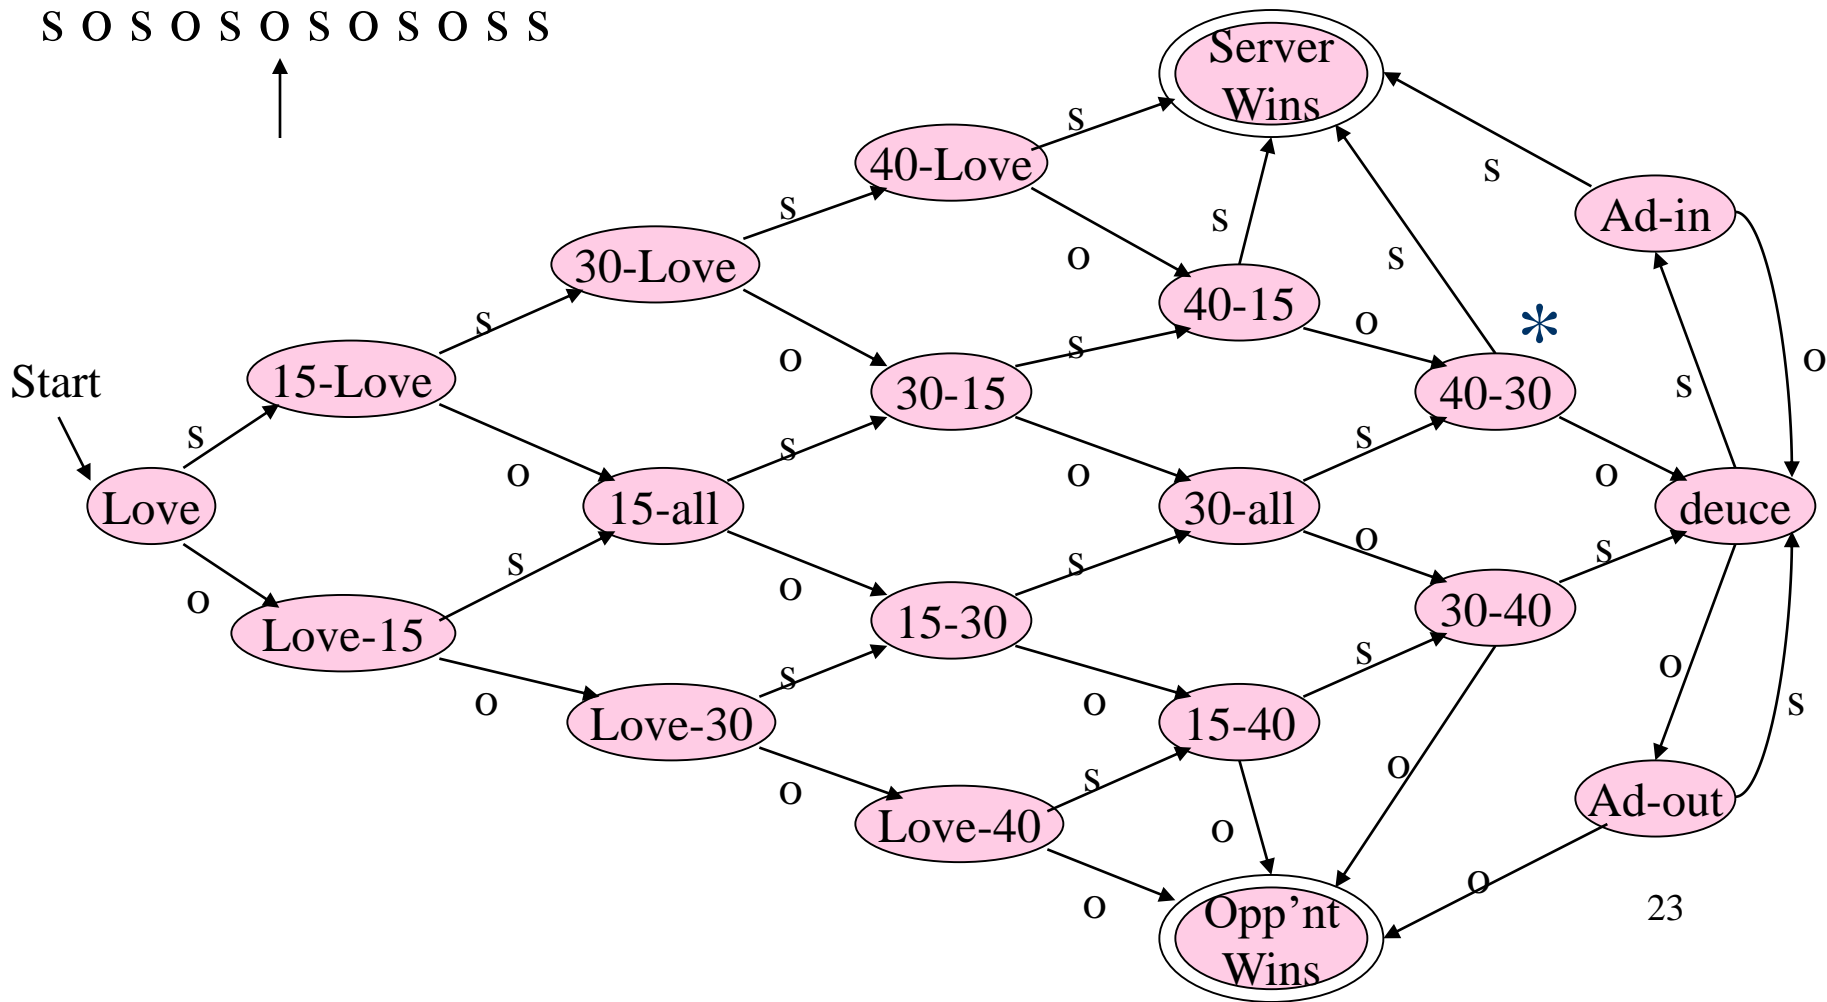 s o s o s o s o s o s s
Server
Wins
s
40-Love
s
s
Ad-in
s
s
30-Love
o
s
40-15
s
*
o
s
15-Love
o
s
40-30
o
Start
30-15
s
s
s
s
o
o
o
o
Love
15-all
30-all
deuce
s
o
s
s
o
o
Love-15
15-30
30-40
s
s
o
o
o
s
Love-30
15-40
o
o
s
Ad-out
Love-40
o
o
o
Opp'nt
Wins
23